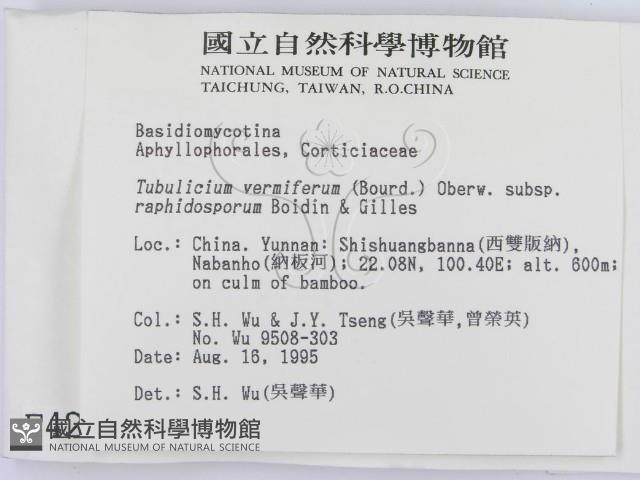 國立自然科學博物館
NATIONAL MUSEUM OF NATURAL SCIENCE
TAICHUNG, TAIWAN, R.O.CHINA
Basidiomycotina
Aphyllophorales, Corticiaceae
Tubulicium vermiferum (Bourd.) Oberw. subsp.
raphidosporum Boidin & Gilles
Loc.: China. Yunnan: Shishuangbanna(西雙版納),
Nabanho(納板河); 22.08N, 100.40E; alt. 600m;
on culm of bamboo.
Col.: S.H. Wu & J.Y. Tseng(吳聲華,曾榮英)
No. Wu 9508-303
Date: Aug. 16, 1995
Det.: S.H. Wu(吳聲華)
國立自然科學博物館
NATIONAL MUSEUM OF NATURAL SCIENCE